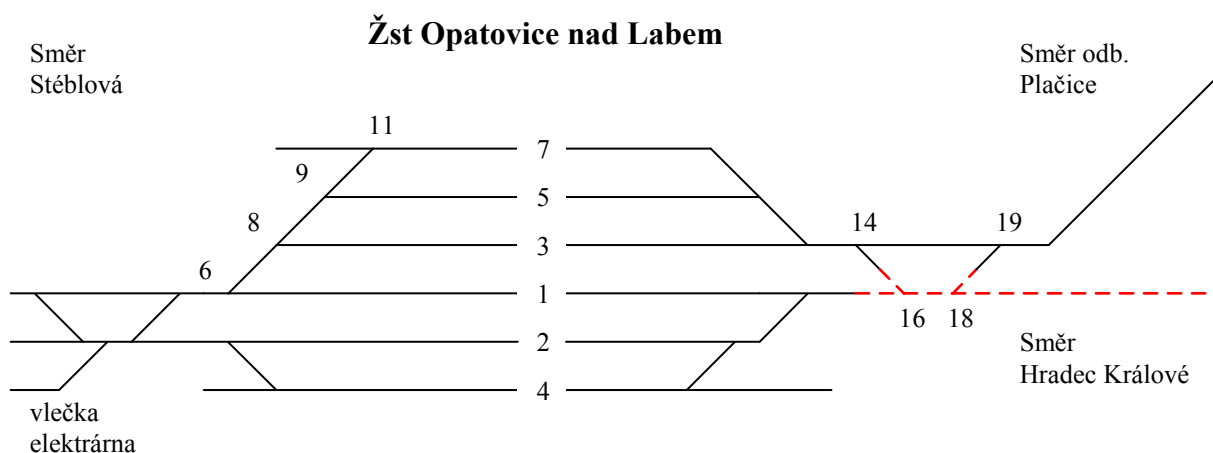 Žst Opatovice nad Labem
Směr
Stéblová
Směr odb.
Plačice
11
7
9
5
8
14
19
3
6
1
16
18
2
Směr
Hradec Králové
4
vlečka
elektrárna